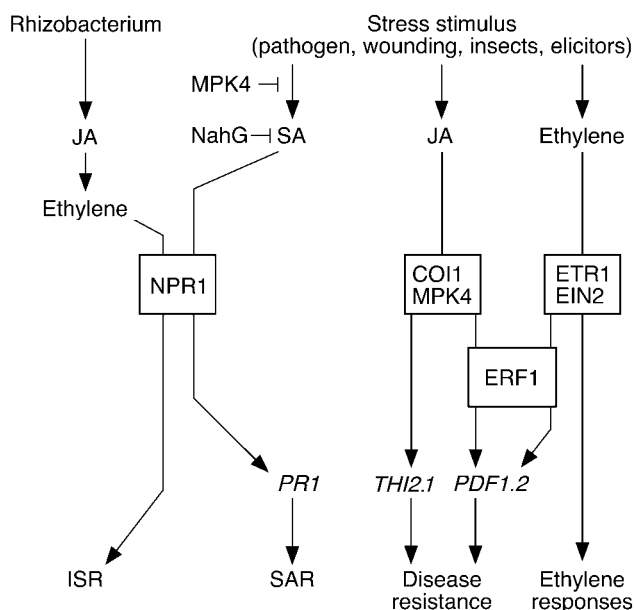 Rhizobacterium
Stress stimulus
(pathogen, wounding, insects, elicitors)
MPK4
JA
NahG
SA
JA
Ethylene
Ethylene
NPR1
COI1
MPK4
ETR1
EIN2
ERF1
PR1
THI2.1
PDF1.2
ISR
SAR
Disease
resistance
Ethylene
responses